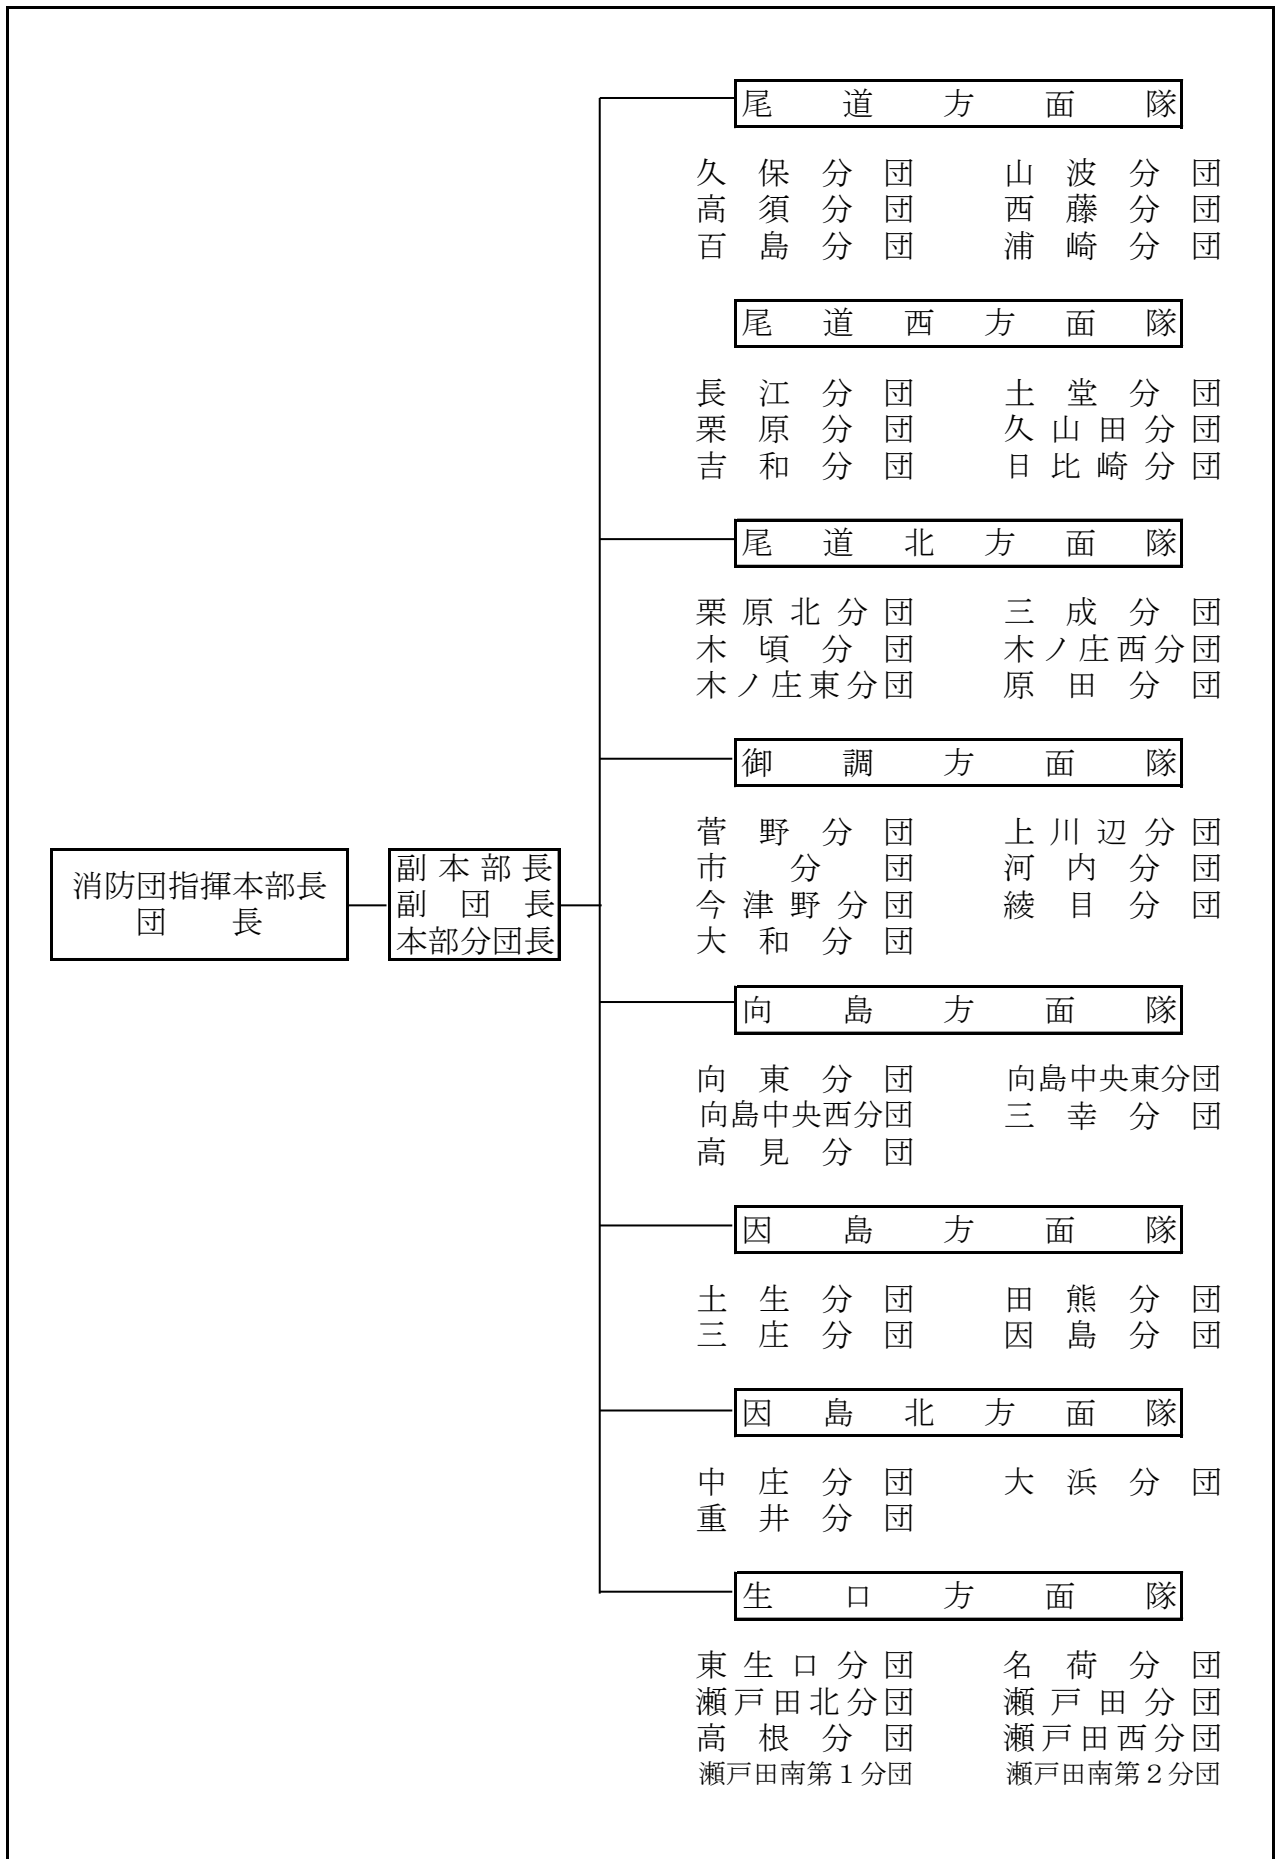 消防団指揮本部長
団長
副本部長
副団長
本部分団長
尾道方面隊
久保分団 山波分団
高須分団 西藤分団
百島分団 浦崎分団
尾道西方面隊
長江分団 土堂分団
栗原分団 久山田分団
吉和分団 日比崎分団
尾道北方面隊
栗原北分団 三成分団
木頃分団 木ノ庄西分団
木ノ庄東分団 原田分団
御調方面隊
菅野分団 上川辺分団
市分団 河内分団
今津野分団 綾目分団
大和分団
向島方面隊
向東分団 向島中央東分団
向島中央西分団 三幸分団
高見分団
因島方面隊
土生分団 田熊分団
三庄分団 因島分団
因島北方面隊
中庄分団 大浜分団
重井分団
生口方面隊
東生口分団 名荷分団
瀬戸田北分団 瀬戸田分団
高根分団 瀬戸田西分団
瀬戸田南第１分団 瀬戸田南第２分団